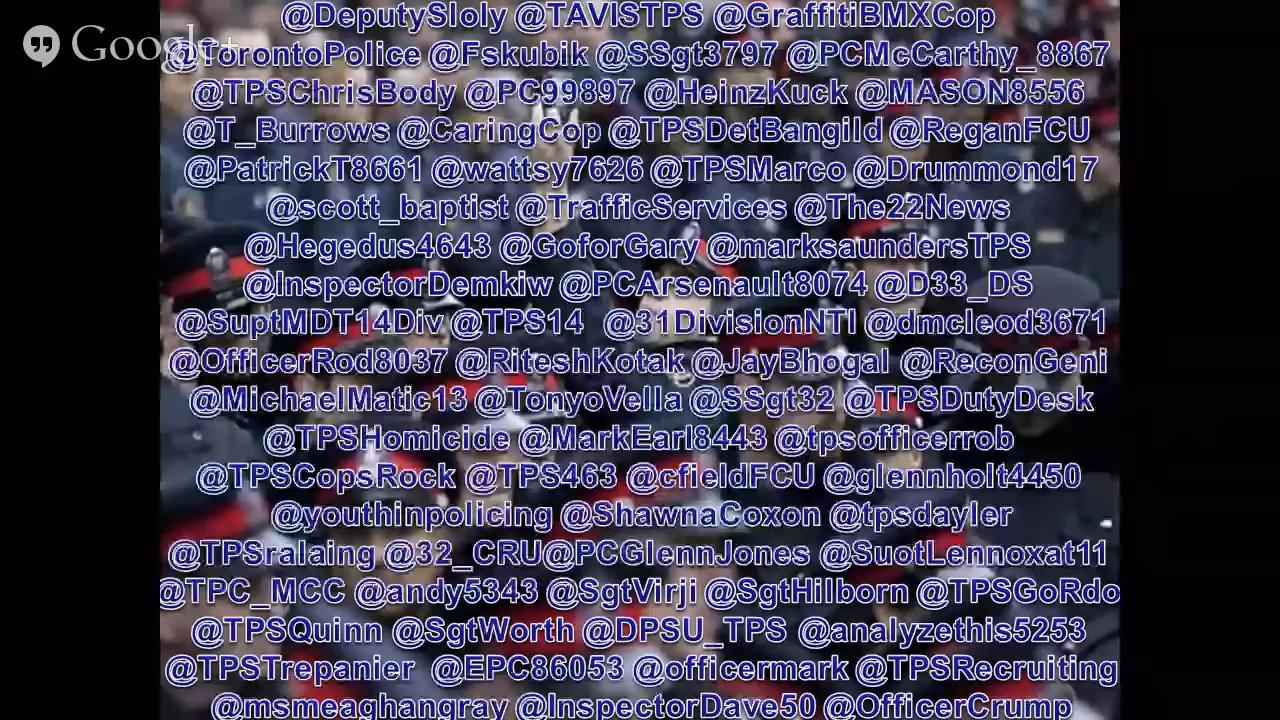 @DeputySloly @TAVISTPS @GraffitiBMXCop
Google+
@TorontoPolice @Fskubik @SSgt3797 @PCMcCarthy_8867
@TPSChrisBody @PC99897 @HeinzKuck @MASON8556
@T_Burrows @CaringCop @TPSDetBangild @ReganFCU
@PatrickT8661 @wattsy7626 @TPSMarco @Drummond17
@scott_baptist @TrafficServices @The22News
@Hegedus4643 @GoforGary @marksaundersTPS
@InspectorDemkiw @PCArsenault8074 @D33_DS
@SuptMDT14Div @TPS14 @31DivisionNTI @dmcleod3671
@OfficerRod8037 @RiteshKotak @JayBhogal @ReconGeni
@MichaelMatic13 @TonyoVella @SSgt32 @TPSDutyDesk
@TPSHomicide @MarkEarl8443 @tpsofficerrob
@TPSCopsRock @TPS463 @cfieldFCU @glennholt4450
@youthinpolicing @ShawnaCoxon @tpsdayler
@TPSralaing @32_CRU@PCGlennJones @SuotLennoxat11
@TPC_MCC @andy5343 @SgtVirji @SgtHilborn @TPSGoRdo
@TPSQuinn @SgtWorth @DPSU_TPS @analyzethis5253
@TPSTrepanier @EPC86053 @officermark @TPSRecruiting
@msmeaghangray @InspectorDave50 @OfficerCrump